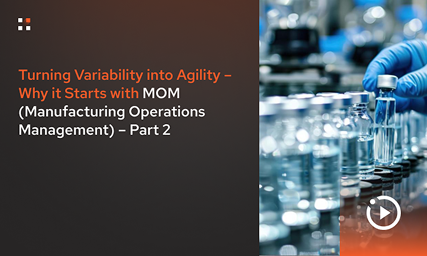 Turning Variability into Agility –
Why it Starts with MOM
(Manufacturing Operations
Management) – Part 2